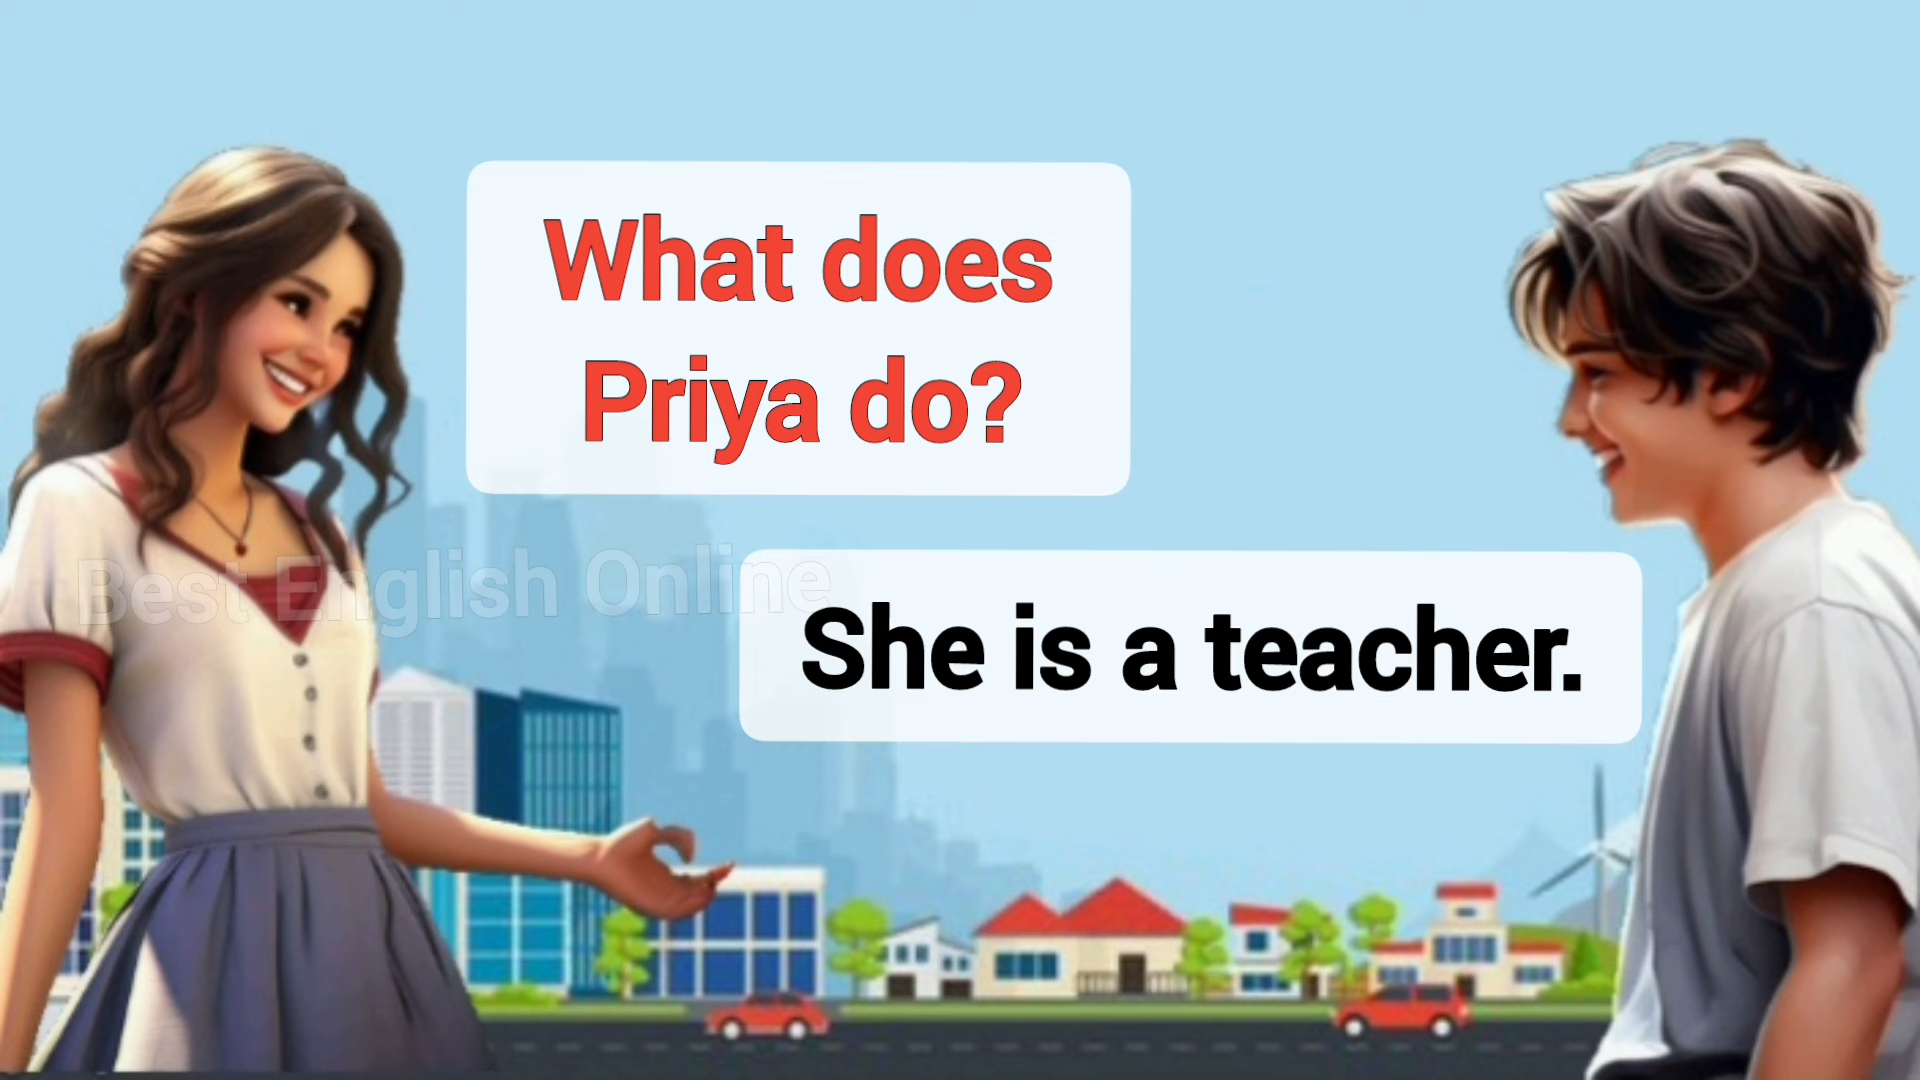 What does
Priya do?
Best English Online
She is a teacher.